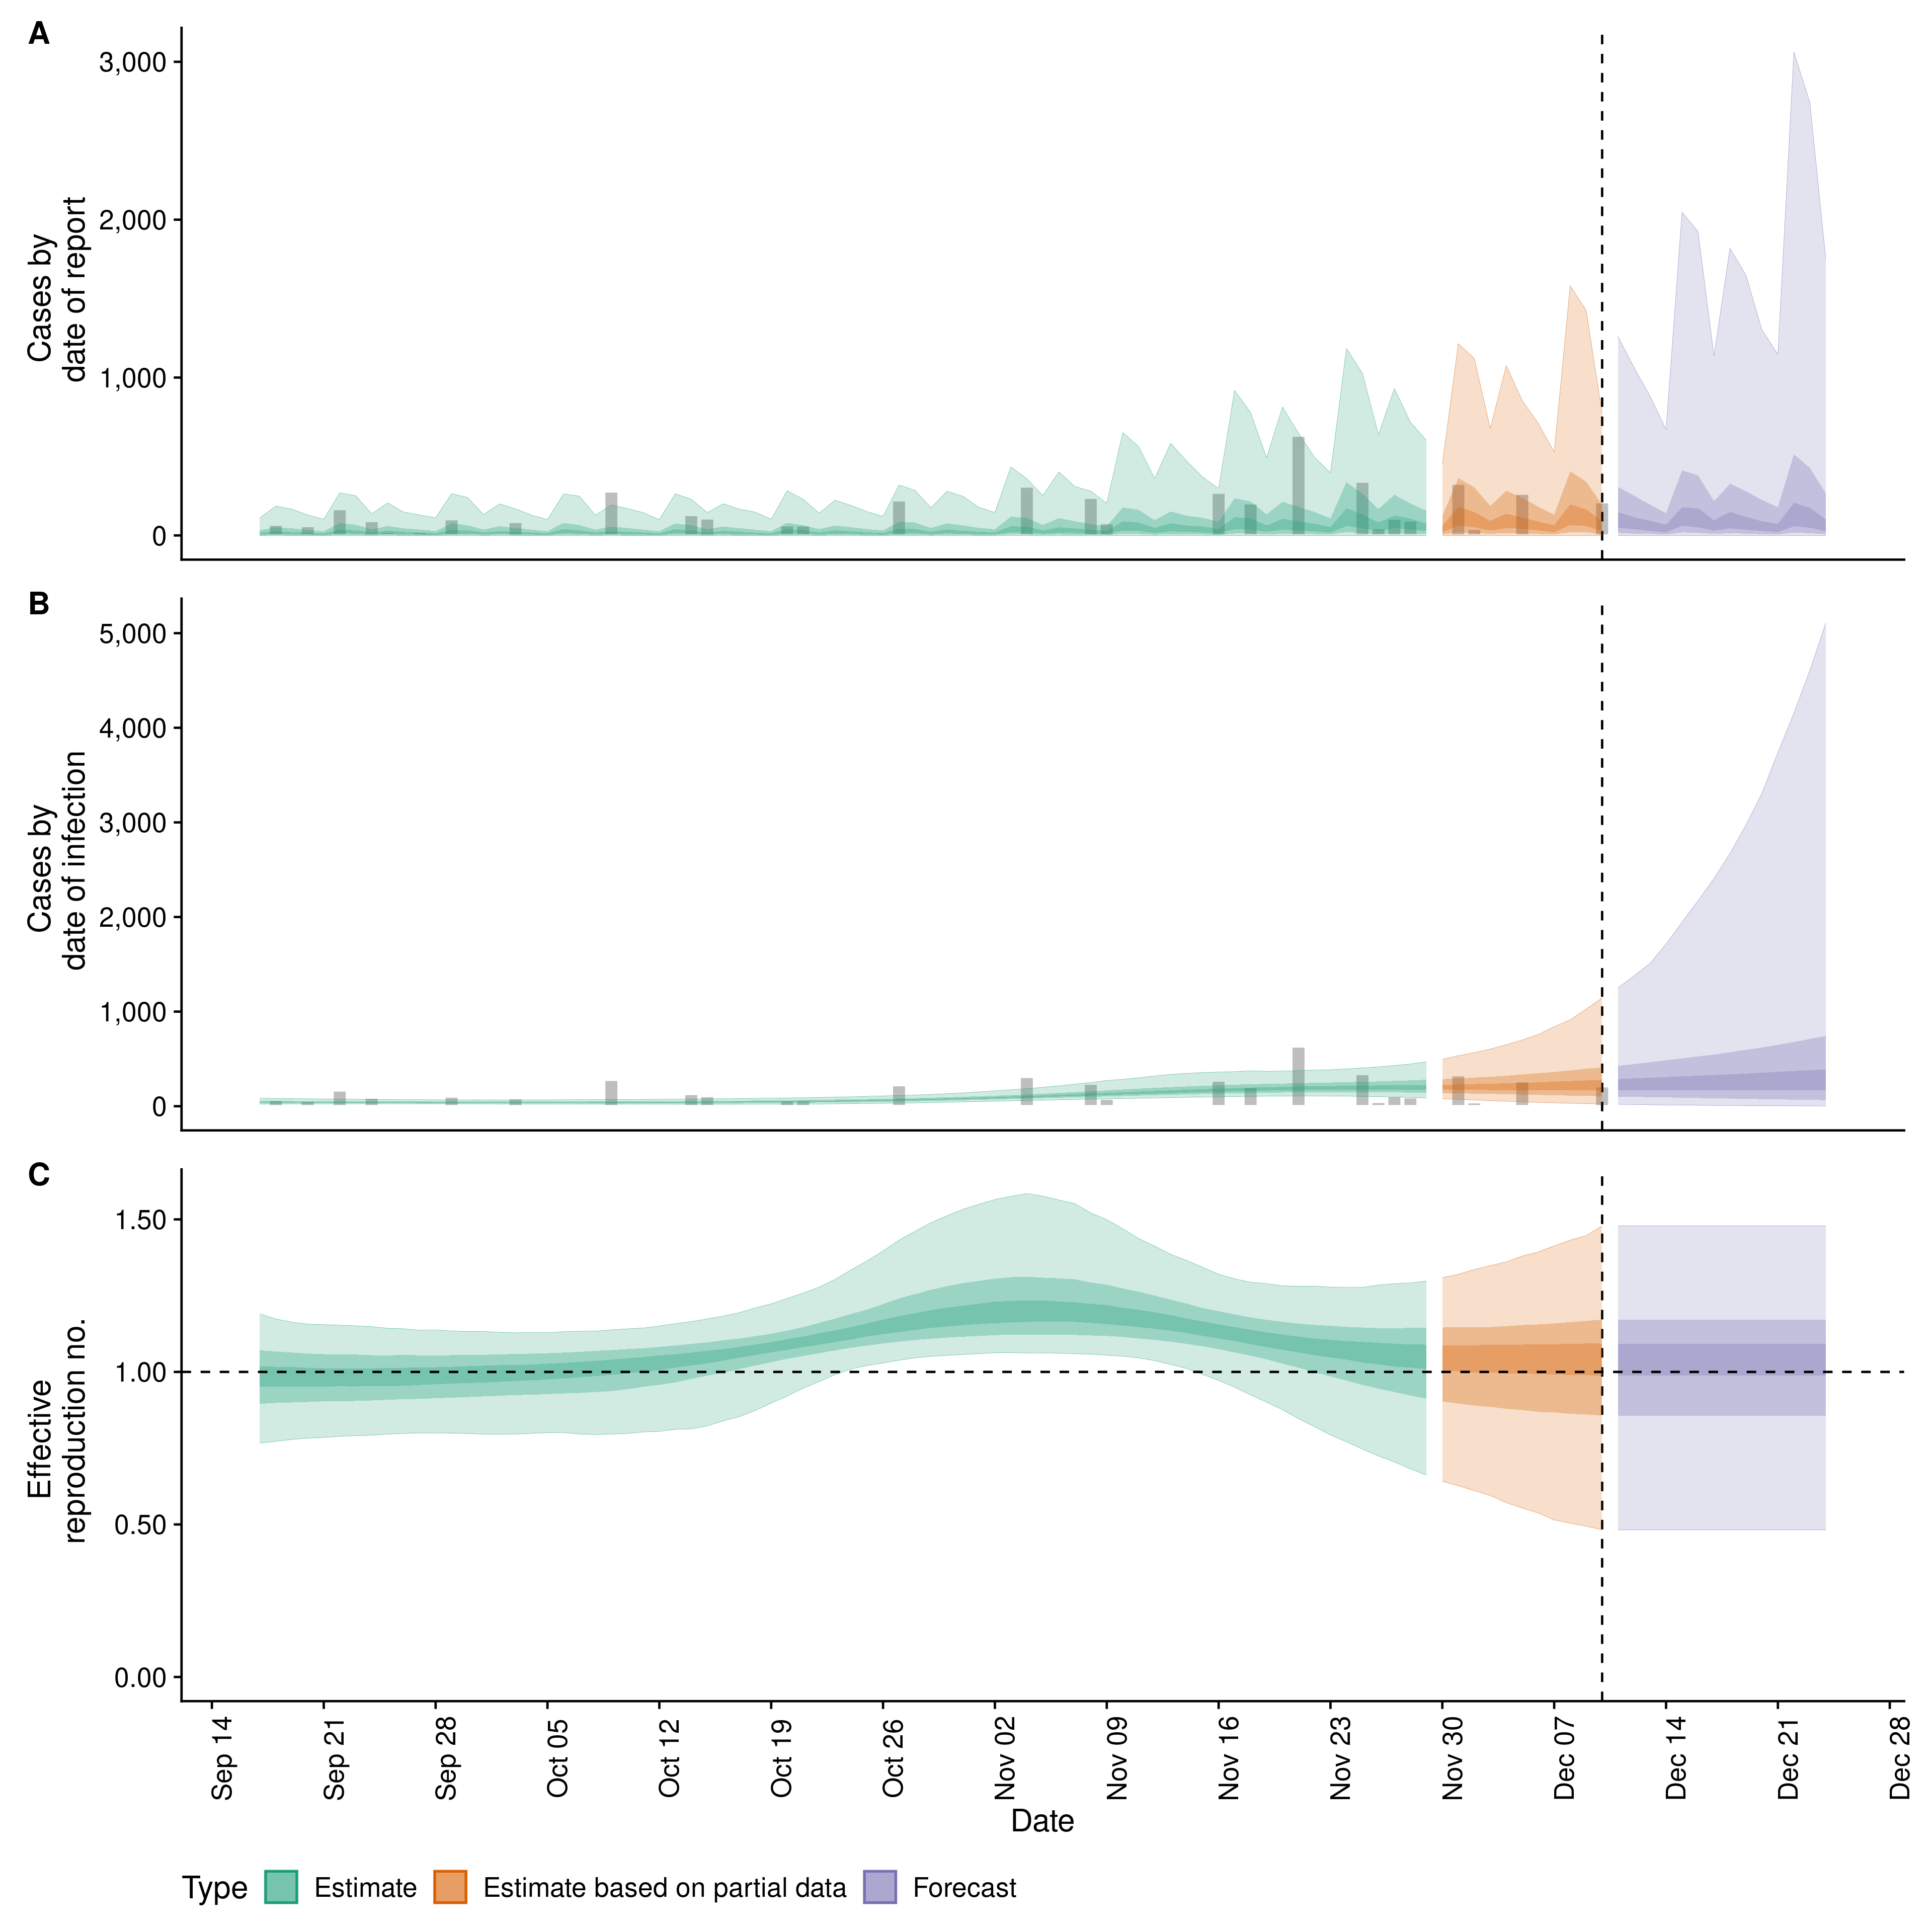 A
Cases by
date of report
3,000
2,000
1,000
0
B
Cases by
date of infection
5,000
4,000
3,000
2,000
1,000
0
C
Effective
reproduction no.
1.50
1.00
0.50
0.00
Sep 14
Sep 21
Sep 28
Oct 05
Oct 12
Oct 19
Oct 26
Nov 02
Nov 09
Nov 16
Nov 23
Nov 30
Dec 07
Dec 14
Dec 21
Dec 28
Date
Type Estimate Estimate based on partial data Forecast